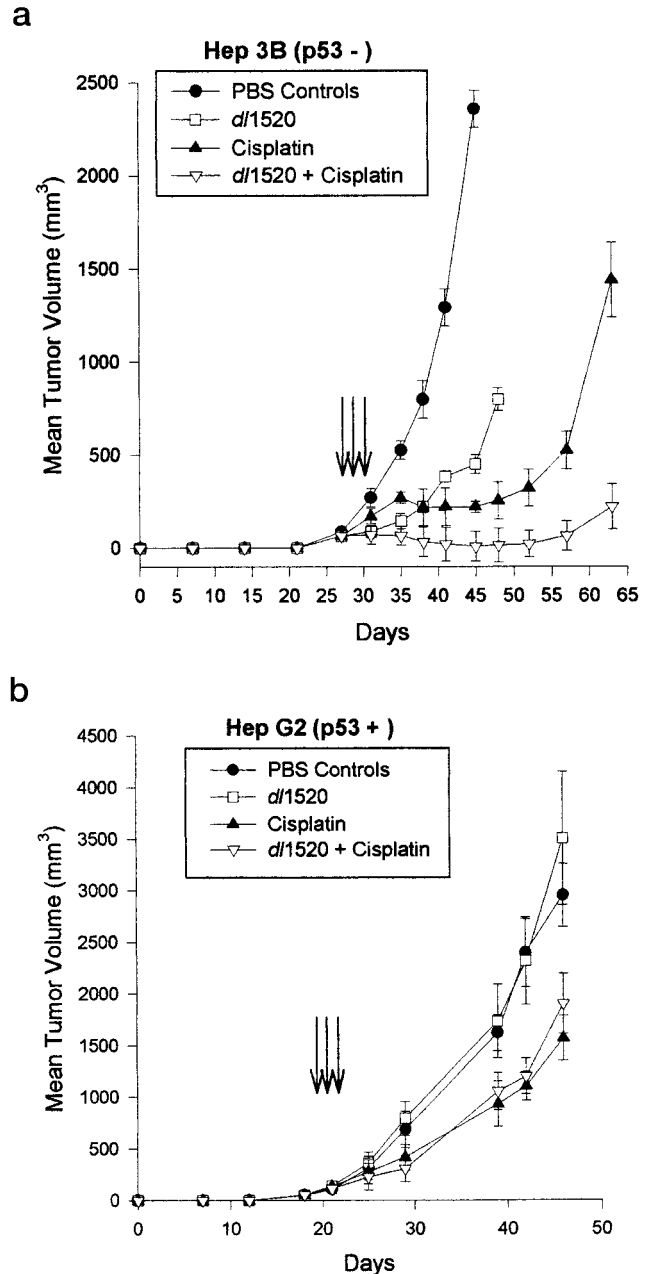 a
Hep 3B (p53 - )
PBS Controls
dl1520
Cisplatin
dl1520 + Cisplatin
Mean Tumor Volume (mm³)
2500
2000
1500
1000
500
0
0 5 10 15 20 25 30 35 40 45 50 55 60 65
Days
b
Hep G2 (p53 + )
PBS Controls
dl1520
Cisplatin
dl1520 + Cisplatin
Mean Tumor Volume (mm³)
4500
4000
3500
3000
2500
2000
1500
1000
500
0
0 10 20 30 40 50
Days